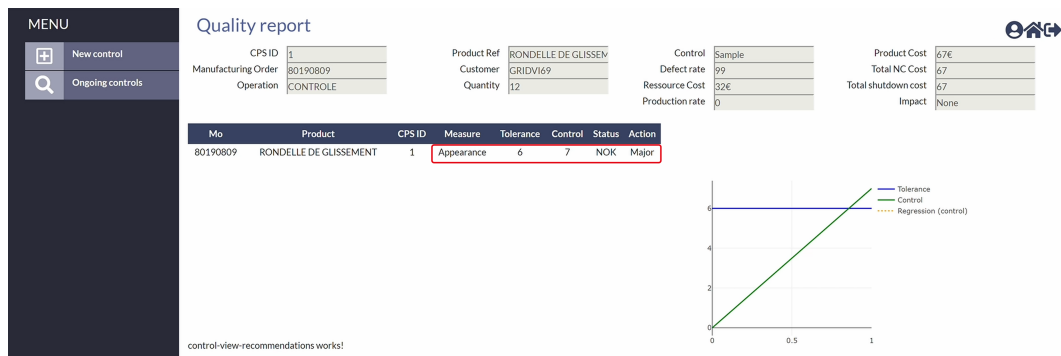 MENU
New control
Ongoing controls
Quality report
CPS ID 1
Manufacturing Order 80190809
Operation CONTROLE
Product Ref RONDELLE DE GLISSEM
Customer GRIDVI69
Quantity 12
Control Sample
Defect rate 99
Ressource Cost 32€
Production rate 0
Product Cost 67€
Total NC Cost 67
Total shutdown cost 67
Impact None
Mo Product CPS ID Measure Tolerance Control Status Action
80190809 RONDELLE DE GLISSEMENT 1 Appearance 6 7 NOK Major
Tolerance
Control
Regression (control)
6
4
2
0
0 0.5 1
control-view-recommendations works!